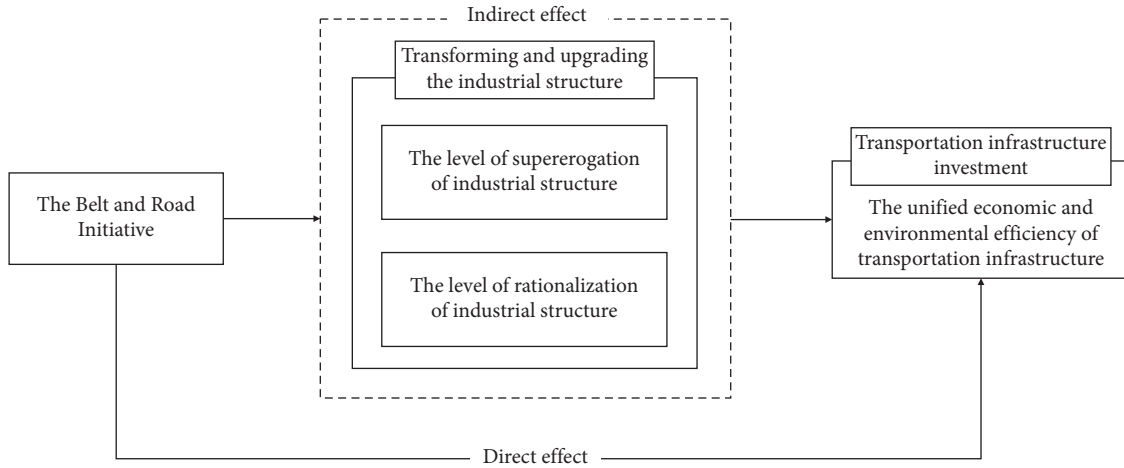 Indirect effect
Transforming and upgrading
the industrial structure
The level of supererogation
of industrial structure
The level of rationalization
of industrial structure
The Belt and Road
Initiative
Transportation infrastructure
investment
The unified economic and
environmental efficiency of
transportation infrastructure
Direct effect